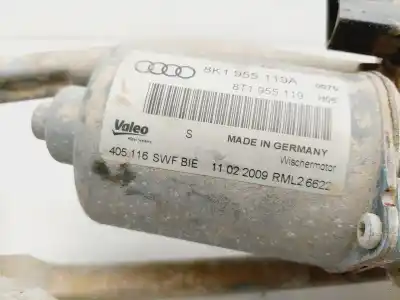 8K1 955 119A
8T1 955 119 H05
Valeo S MADE IN GERMANY
Wischermotor
405.116 SWF BIE 11 02 2009 RML2 6622